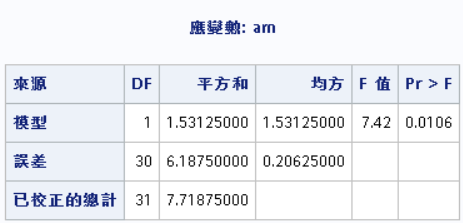 應變數: arn
來源 DF 平方和 均方 F 值 Pr > F
模型 1 1.53125000 1.53125000 7.42 0.0106
誤差 30 6.18750000 0.20625000
已校正的總計 31 7.71875000